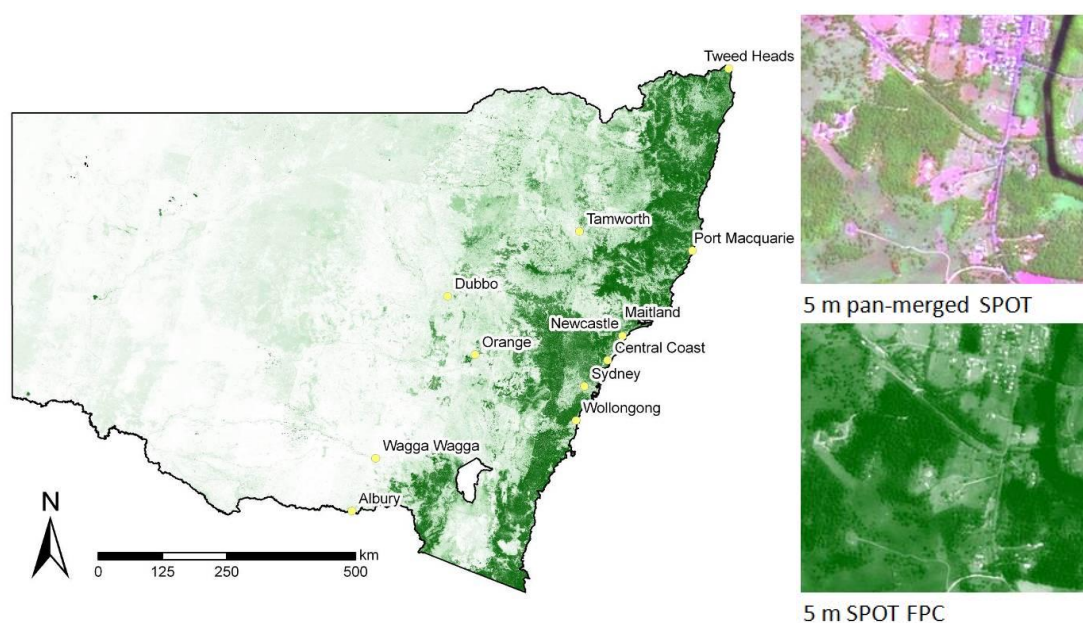 Tweed Heads
Tamworth
Port Macquarie
Dubbo
Maitland
Newcastle
Orange
Central Coast
Sydney
Wollongong
Wagga Wagga
Albury
N
km
0 125 250 500
5 m pan-merged SPOT
5 m SPOT FPC